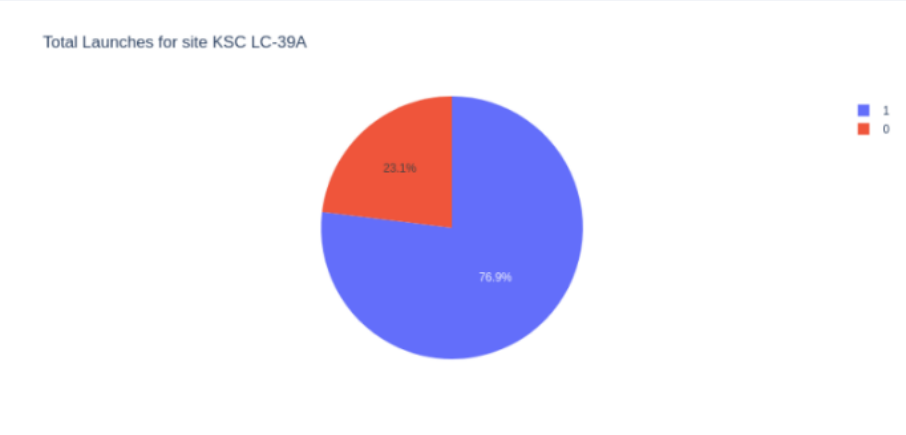 Total Launches for site KSC LC-39A
1
0
23.1%
76.9%